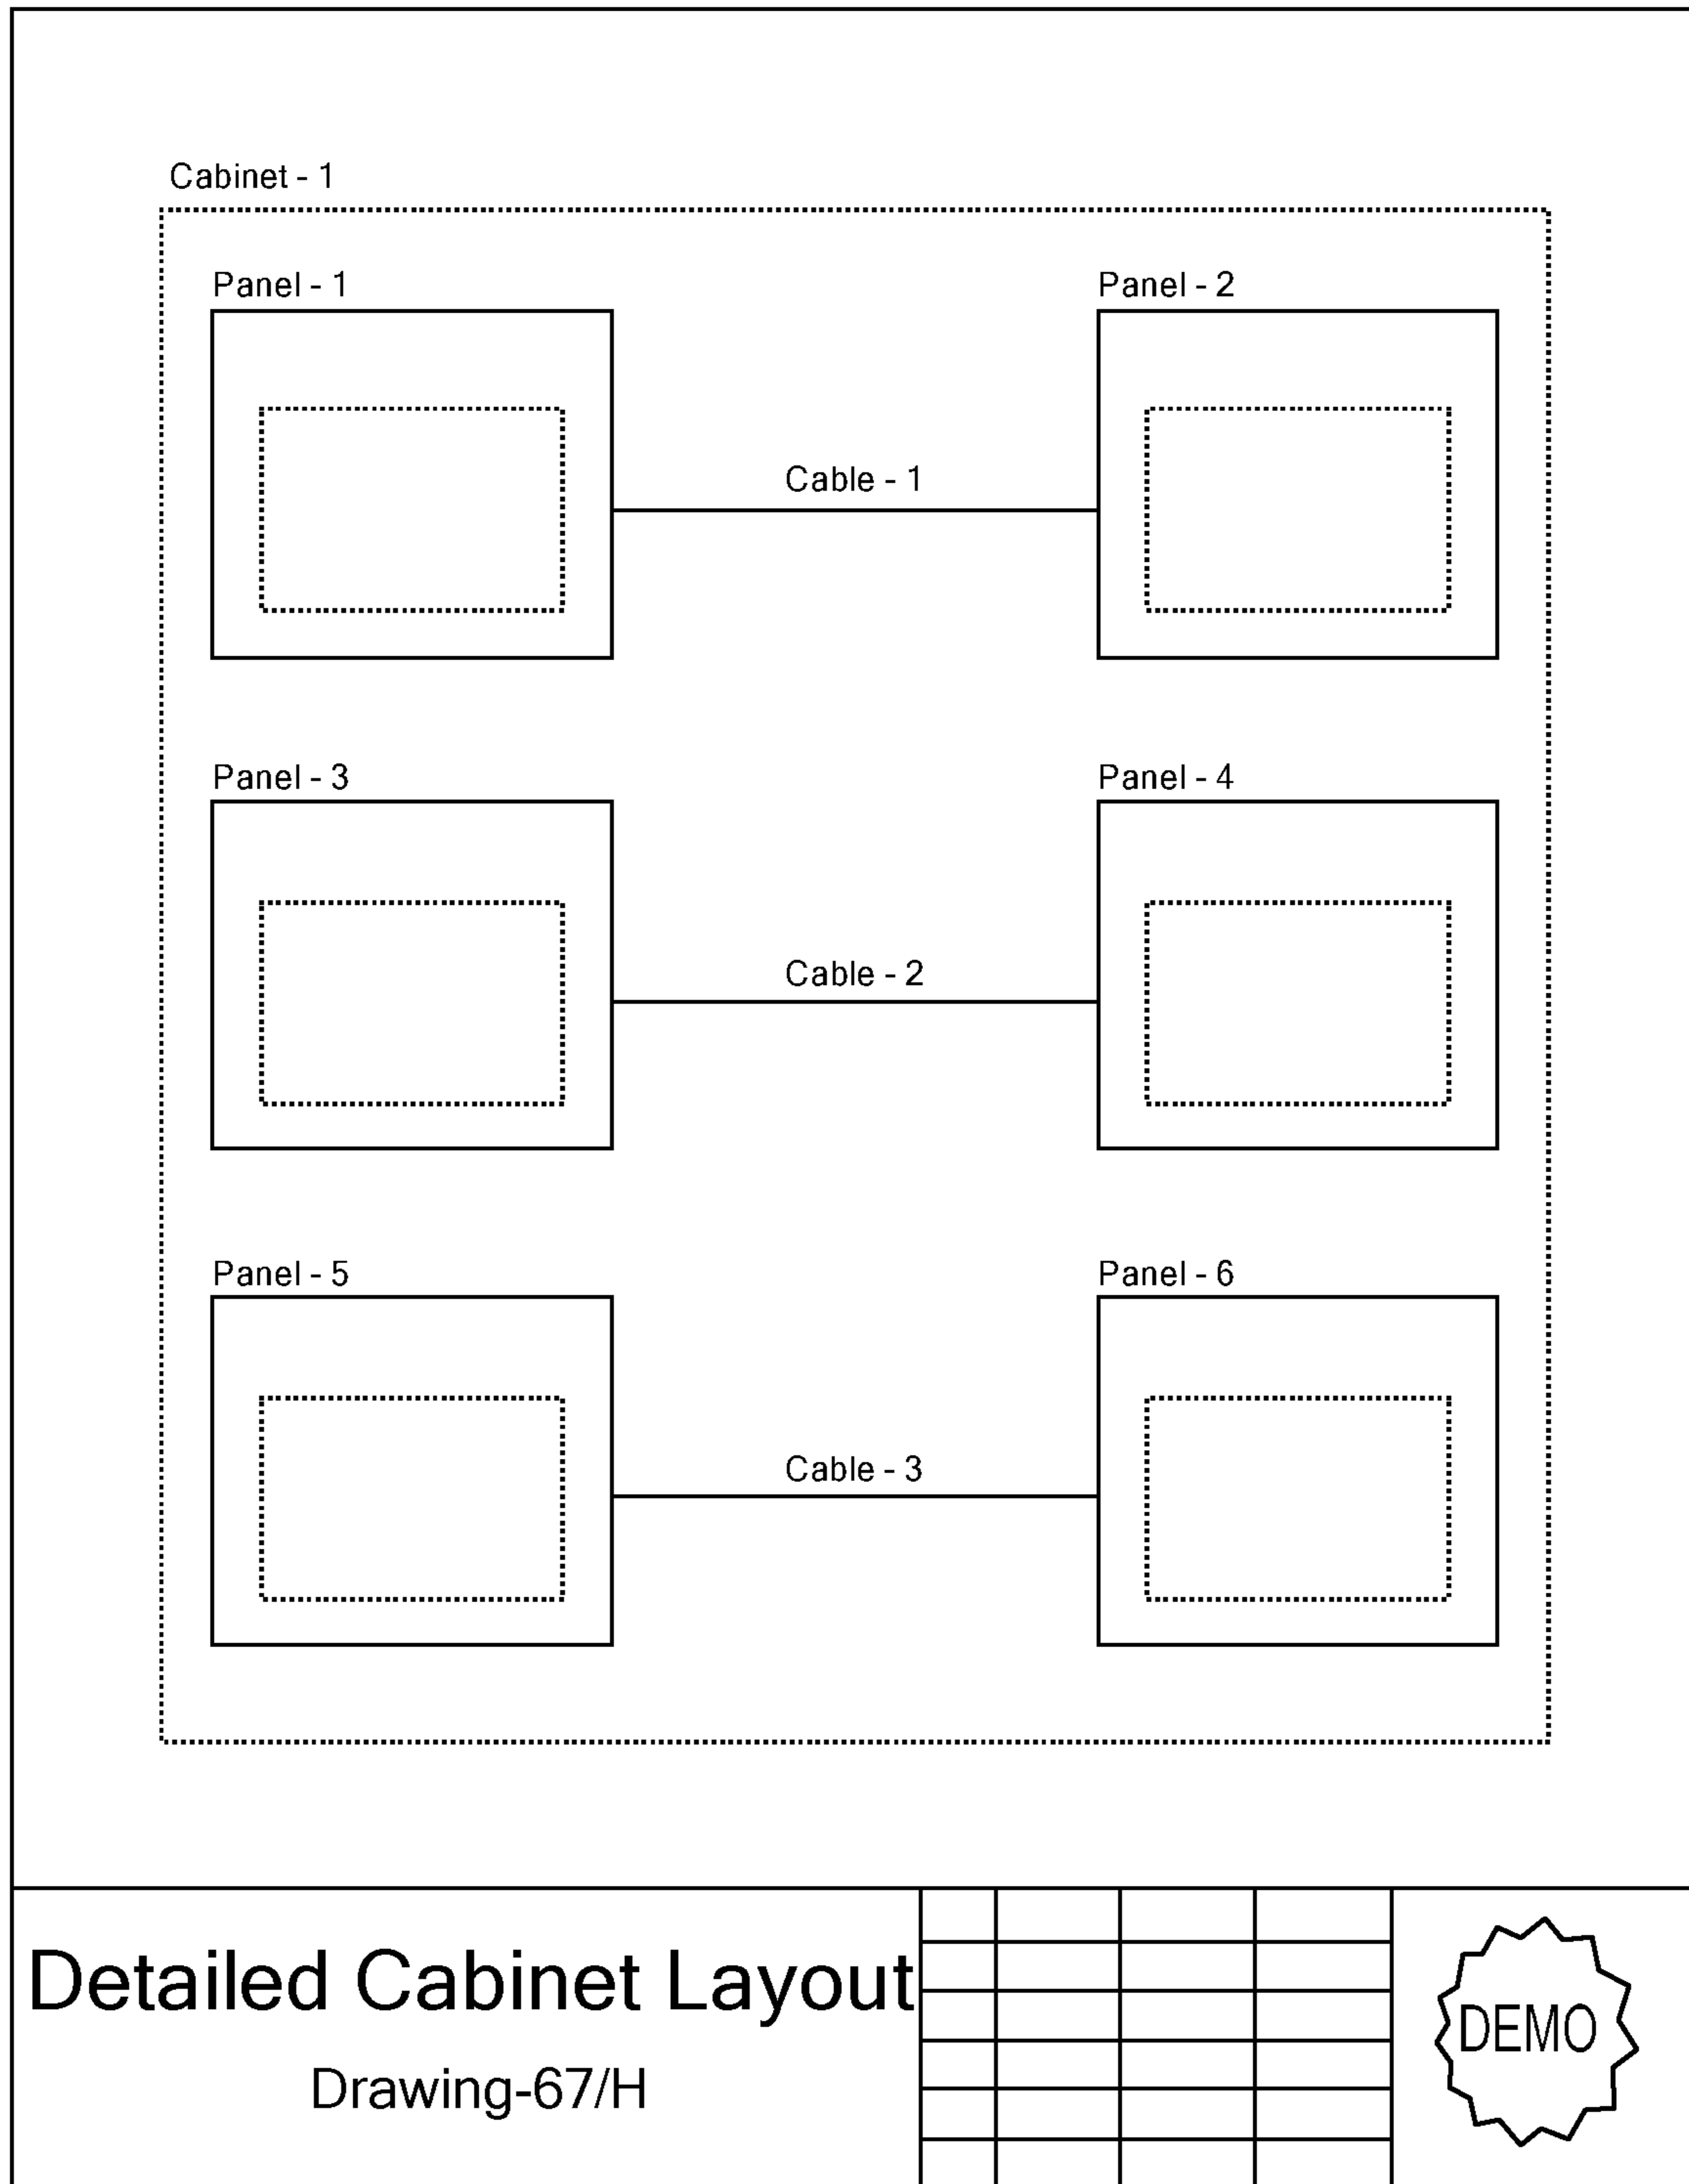 Cabinet - 1
Panel - 1
Panel - 2
Cable - 1
Panel - 3
Panel - 4
Cable - 2
Panel - 5
Panel - 6
Cable - 3
Detailed Cabinet Layout
Drawing-67/H
DEMO